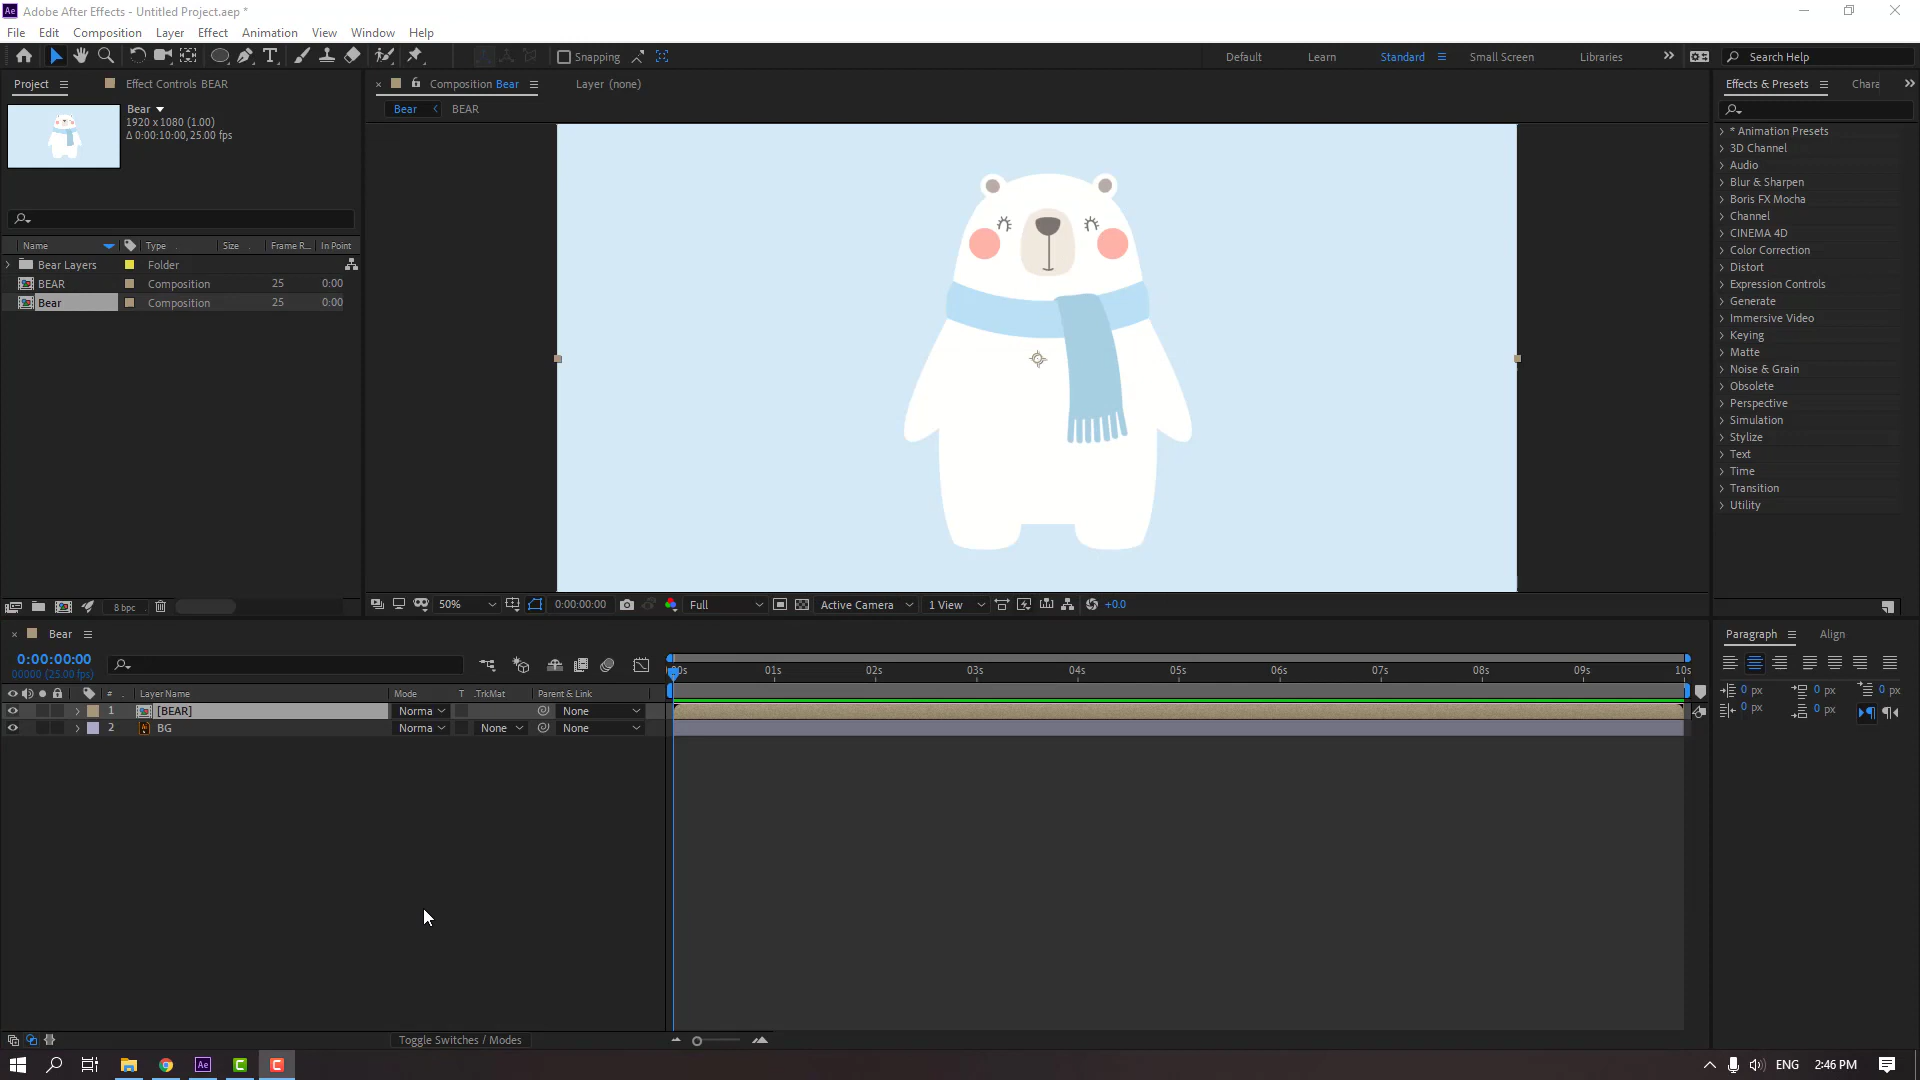 Adobe After Effects - Untitled Project.aep *
File Edit Composition Layer Effect Animation View Window Help
Snapping Default Learn Standard Small Screen Libraries Search Help
Project Effect Controls BEAR Composition Bear Layer (none) Effects & Presets Chara
Bear BEAR
Bear
1920 x 1080 (1.00)
Δ 0:00:10:00, 25.00 fps
Name Type Size Frame R... In Point
Bear Layers Folder
BEAR Composition 25 0:00
Bear Composition 25 0:00
* Animation Presets
3D Channel
Audio
Blur & Sharpen
Boris FX Mocha
Channel
CINEMA 4D
Color Correction
Distort
Expression Controls
Generate
Immersive Video
Keying
Matte
Noise & Grain
Obsolete
Perspective
Simulation
Stylize
Text
Time
Transition
Utility
8 bpc 50% 0:00:00:00 Full Active Camera 1 View +0.0
Bear
Paragraph Align
0:00:00:00
00000 (25.00 fps)
00s 01s 02s 03s 04s 05s 06s 07s 08s 09s 10s
# Layer Name Mode T .TrkMat Parent & Link
1 [BEAR] Norma None
2 BG Norma None None
0 px 0 px 0 px
0 px 0 px
Toggle Switches / Modes
Ae ENG 2:46 PM